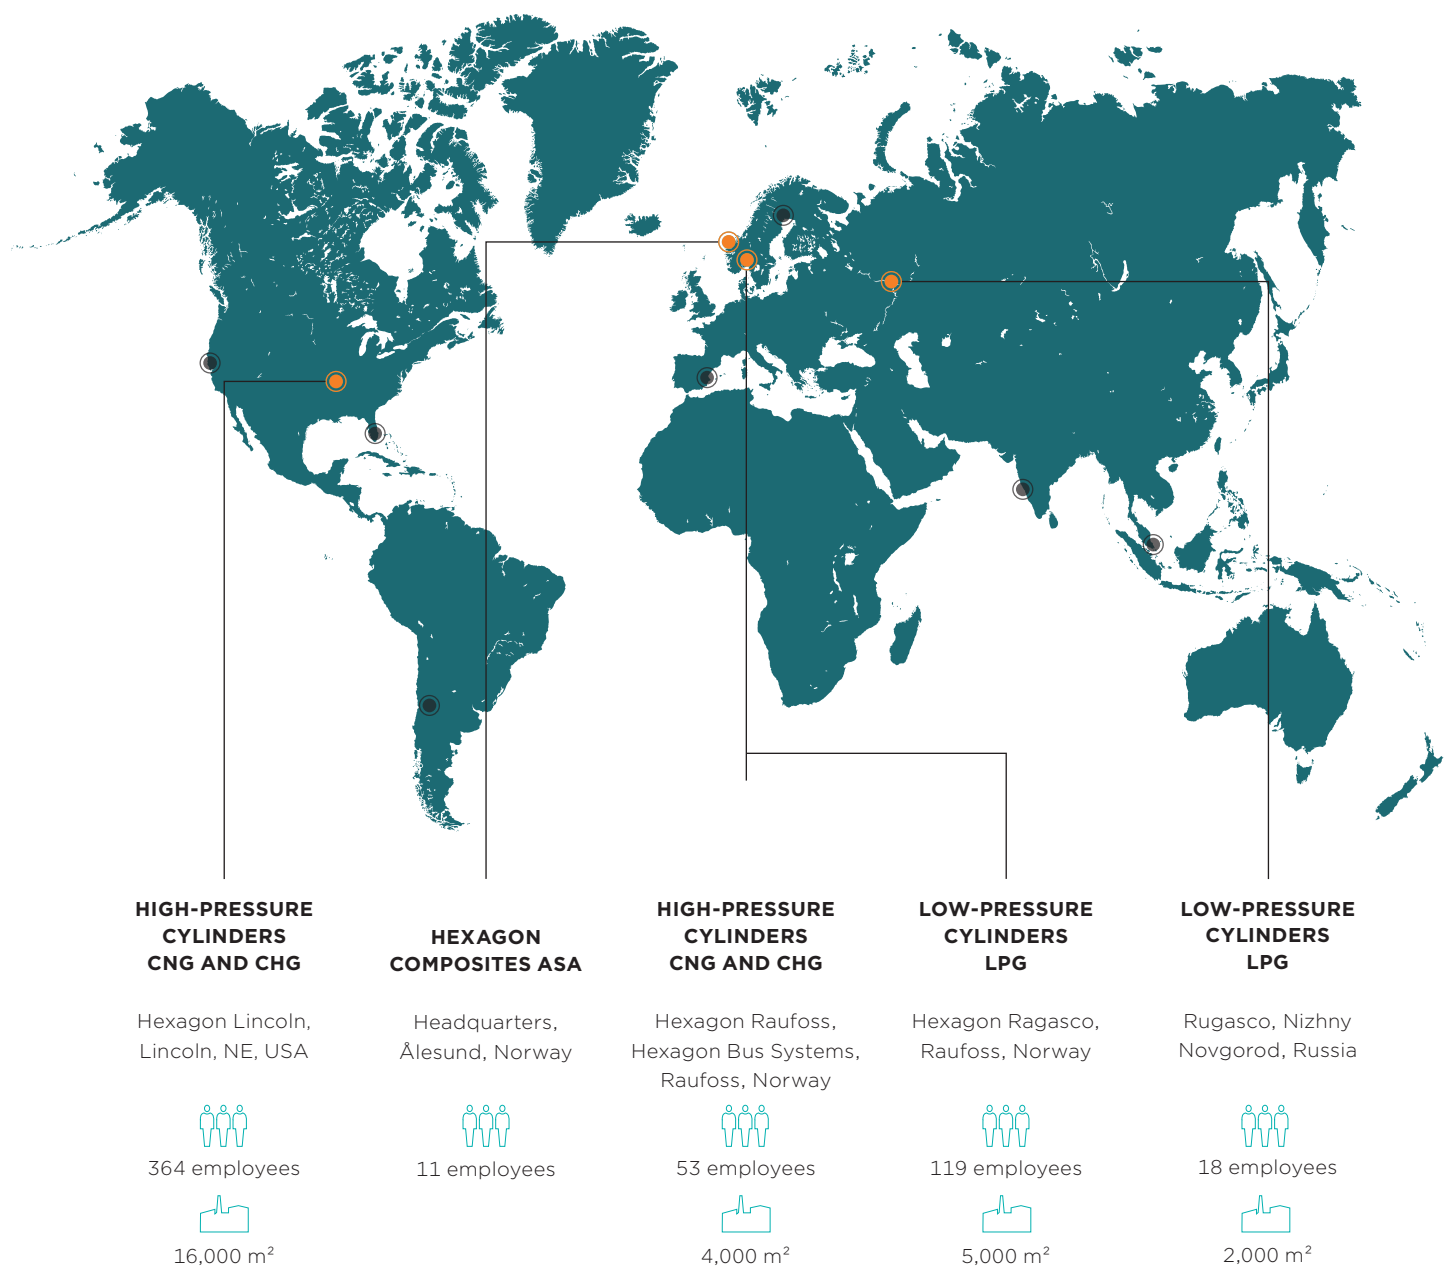 HIGH-PRESSURE
CYLINDERS
CNG AND CHG
Hexagon Lincoln,
Lincoln, NE, USA
364 employees
16,000 m²
HEXAGON
COMPOSITES ASA
Headquarters,
Ålesund, Norway
11 employees
HIGH-PRESSURE
CYLINDERS
CNG AND CHG
Hexagon Raufoss,
Hexagon Bus Systems,
Raufoss, Norway
53 employees
4,000 m²
LOW-PRESSURE
CYLINDERS
LPG
Hexagon Ragasco,
Raufoss, Norway
119 employees
5,000 m²
LOW-PRESSURE
CYLINDERS
LPG
Rugasco, Nizhny
Novgorod, Russia
18 employees
2,000 m²